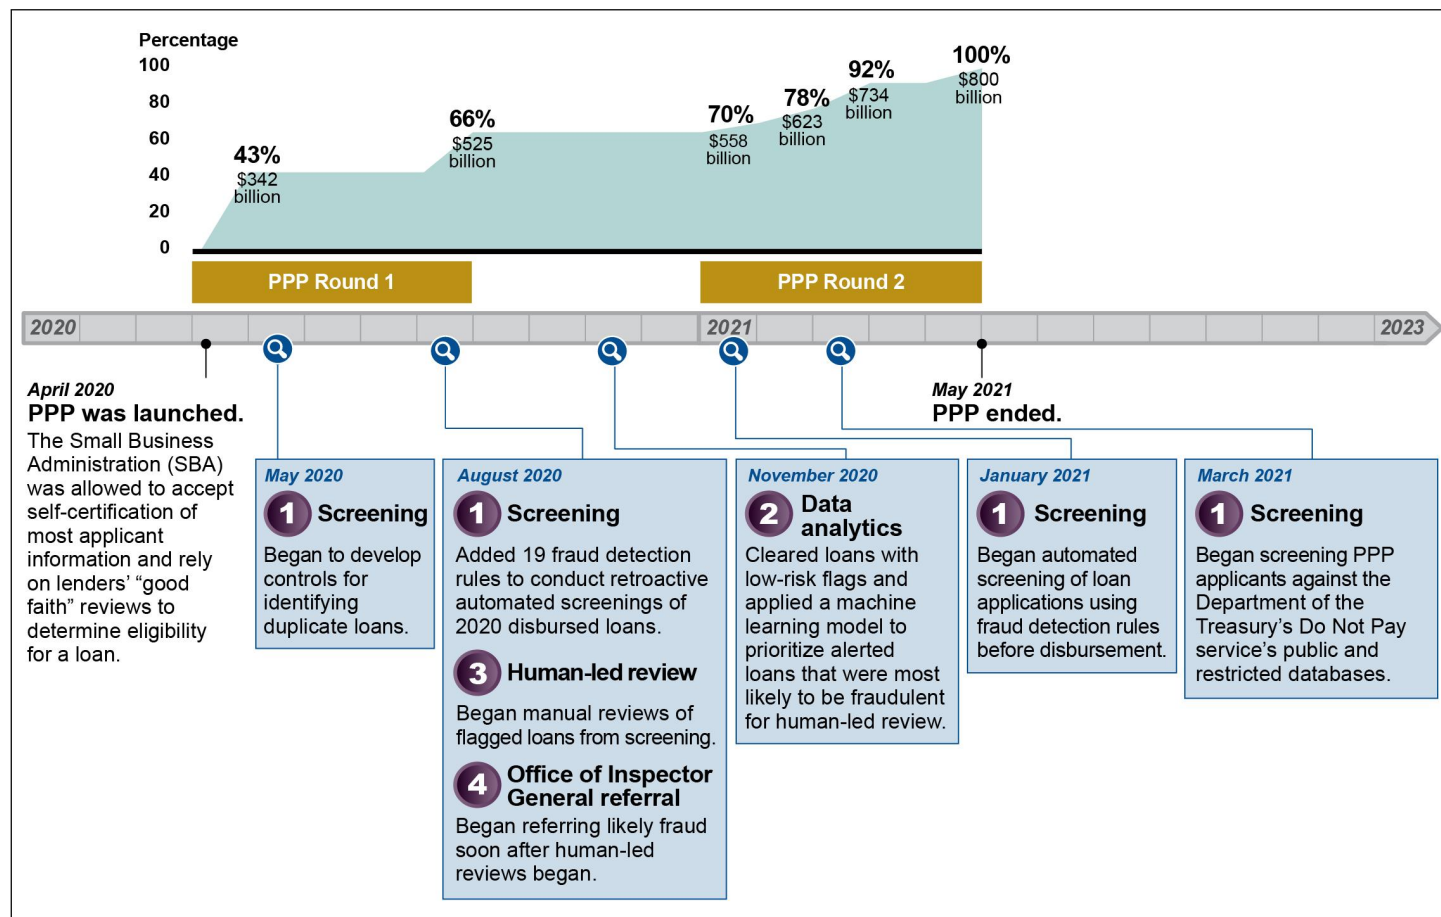 Percentage
100
80
60
40
20
0
43%
$342
billion
66%
$525
billion
70%
$558
billion
78%
$623
billion
92%
$734
billion
100%
$800
billion
PPP Round 1
PPP Round 2
2020
2021
2023
April 2020
PPP was launched.
The Small Business
Administration (SBA)
was allowed to accept
self-certification of
most applicant
information and rely
on lenders’ “good
faith” reviews to
determine eligibility
for a loan.
May 2021
PPP ended.
May 2020
1 Screening
Began to develop
controls for
identifying
duplicate loans.
August 2020
1 Screening
Added 19 fraud detection
rules to conduct retroactive
automated screenings of
2020 disbursed loans.
3 Human-led review
Began manual reviews of
flagged loans from screening.
4 Office of Inspector
General referral
Began referring likely fraud
soon after human-led
reviews began.
November 2020
2 Data
analytics
Cleared loans with
low-risk flags and
applied a machine
learning model to
prioritize alerted
loans that were most
likely to be fraudulent
for human-led review.
January 2021
1 Screening
Began automated
screening of loan
applications using
fraud detection rules
before disbursement.
March 2021
1 Screening
Began screening PPP
applicants against the
Department of the
Treasury’s Do Not Pay
service’s public and
restricted databases.